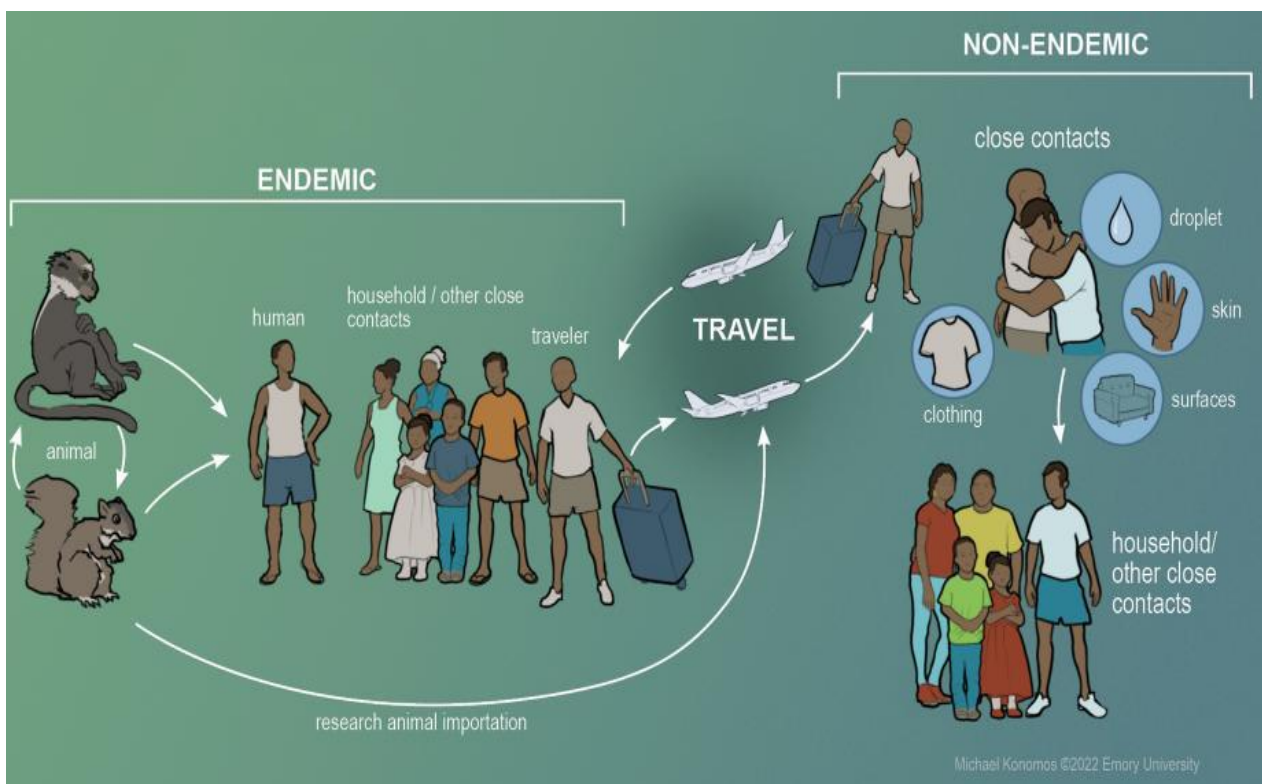 NON-ENDEMIC
close contacts
droplet
skin
surfaces
clothing
household/
other close
contacts
ENDEMIC
household / other close
contacts
human
traveler
TRAVEL
animal
research animal importation
Michael Konomos ©2022 Emory University